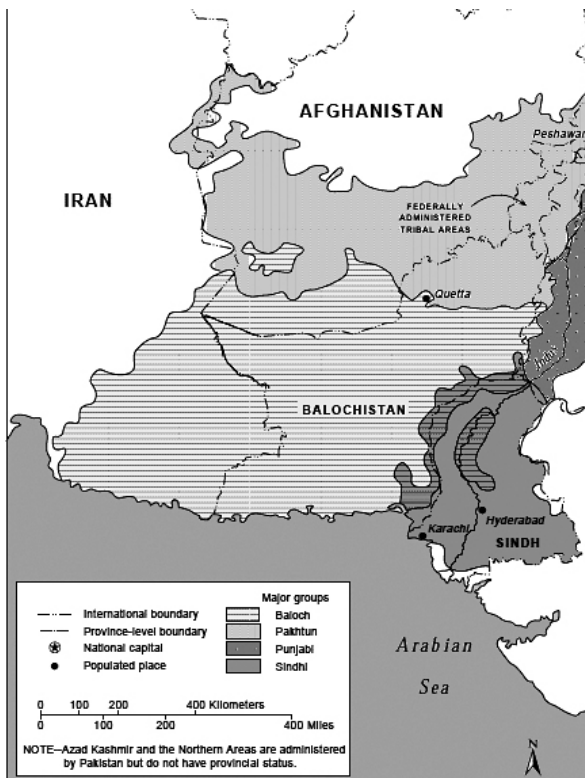 AFGHANISTAN
Peshawar
IRAN
FEDERALLY
ADMINISTERED
TRIBAL AREAS
Quetta
Indus
BALOCHISTAN
Karachi
Hyderabad
SINDH
Arabian
Sea
International boundary
Province-level boundary
National capital
Populated place
Major groups
Baloch
Pakhtun
Punjabi
Sindhi
0 100 200 400 Kilometers
0 100 200 400 Miles
NOTE—Azad Kashmir and the Northern Areas are administered
by Pakistan but do not have provincial status.
N